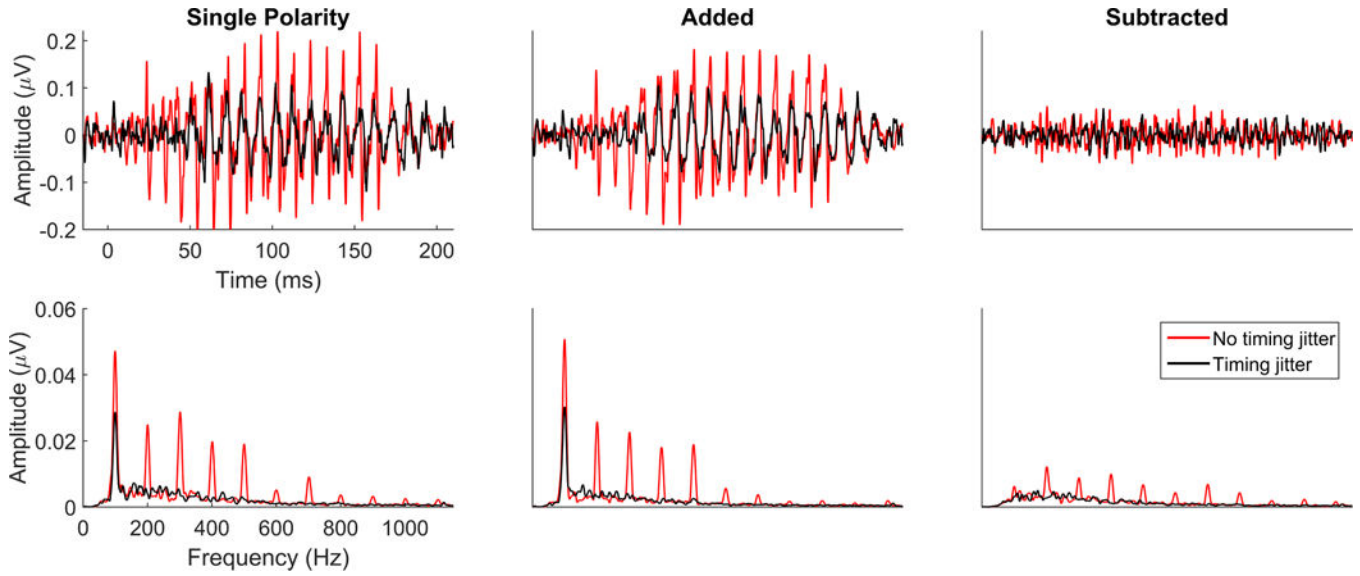 Single Polarity
Added
Subtracted
Amplitude (μV)
0.2
0.1
0
-0.1
-0.2
0
50
100
150
200
Time (ms)
Amplitude (μV)
0.06
0.04
0.02
0
0
200
400
600
800
1000
Frequency (Hz)
No timing jitter
Timing jitter